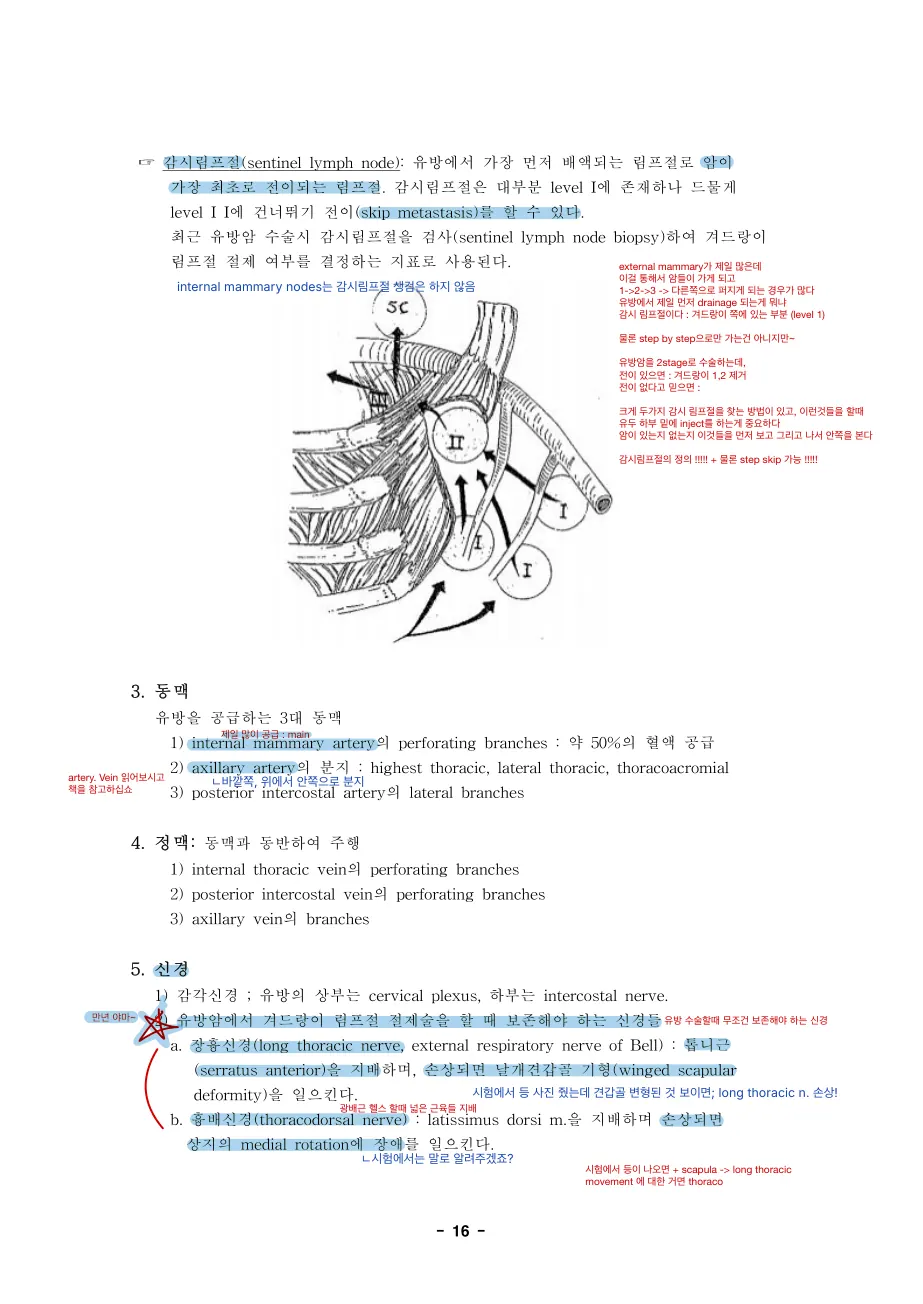 ☞ 감시림프절(sentinel lymph node): 유방에서 가장 먼저 배액되는 림프절로 암이
가장 최초로 전이되는 림프절. 감시림프절은 대부분 level I에 존재하나 드물게
level I I에 건너뛰기 전이(skip metastasis)를 할 수 있다.
최근 유방암 수술시 감시림프절을 검사(sentinel lymph node biopsy)하여 겨드랑이
림프절 절제 여부를 결정하는 지표로 사용된다.
internal mammary nodes는 감시림프절 생검은 하지 않음
external mammary가 제일 많은데
이걸 통해서 암들이 가게 되고
1->2->3 -> 다른쪽으로 퍼지게 되는 경우가 많다
유방에서 제일 먼저 drainage 되는게 뭐냐
감시 림프절이다 : 겨드랑이 쪽에 있는 부분 (level 1)
물론 step by step으로만 가는건 아니지만~
유방암을 2stage로 수술하는데,
전이 있으면 : 겨드랑이 1,2 제거
전이 없다고 믿으면 :
크게 두가지 감시 림프절을 찾는 방법이 있고, 이런것들을 할때
유두 하부 밑에 inject를 하는게 중요하다
암이 있는지 없는지 이것들을 먼저 보고 그리고 나서 안쪽을 본다
감시림프절의 정의 !!!!! + 물론 step skip 가능 !!!!!
SC
III
II
I
I
I
3. 동맥
유방을 공급하는 3대 동맥
제일 많이 공급 : main
1) internal mammary artery의 perforating branches : 약 50%의 혈액 공급
2) axillary artery의 분지 : highest thoracic, lateral thoracic, thoracoacromial
artery. Vein 읽어보시고
책을 참고하십쇼
ㄴ바깥쪽, 위에서 안쪽으로 분지
3) posterior intercostal artery의 lateral branches
4. 정맥: 동맥과 동반하여 주행
1) internal thoracic vein의 perforating branches
2) posterior intercostal vein의 perforating branches
3) axillary vein의 branches
5. 신경
1) 감각신경 ; 유방의 상부는 cervical plexus, 하부는 intercostal nerve.
만년 야마~
) 유방암에서 겨드랑이 림프절 절제술을 할 때 보존해야 하는 신경들
유방 수술할때 무조건 보존해야 하는 신경
a. 장흉신경(long thoracic nerve, external respiratory nerve of Bell) : 톱니근
(serratus anterior)을 지배하며, 손상되면 날개견갑골 기형(winged scapular
deformity)을 일으킨다.
시험에서 등 사진 줬는데 견갑골 변형된 것 보이면; long thoracic n. 손상!
광배근 헬스 할때 넓은 근육들 지배
b. 흉배신경(thoracodorsal nerve) : latissimus dorsi m.을 지배하며 손상되면
상지의 medial rotation에 장애를 일으킨다.
ㄴ시험에서는 말로 알려주겠죠?
시험에서 등이 나오면 + scapula -> long thoracic
movement 에 대한 거면 thoraco
- 16 -